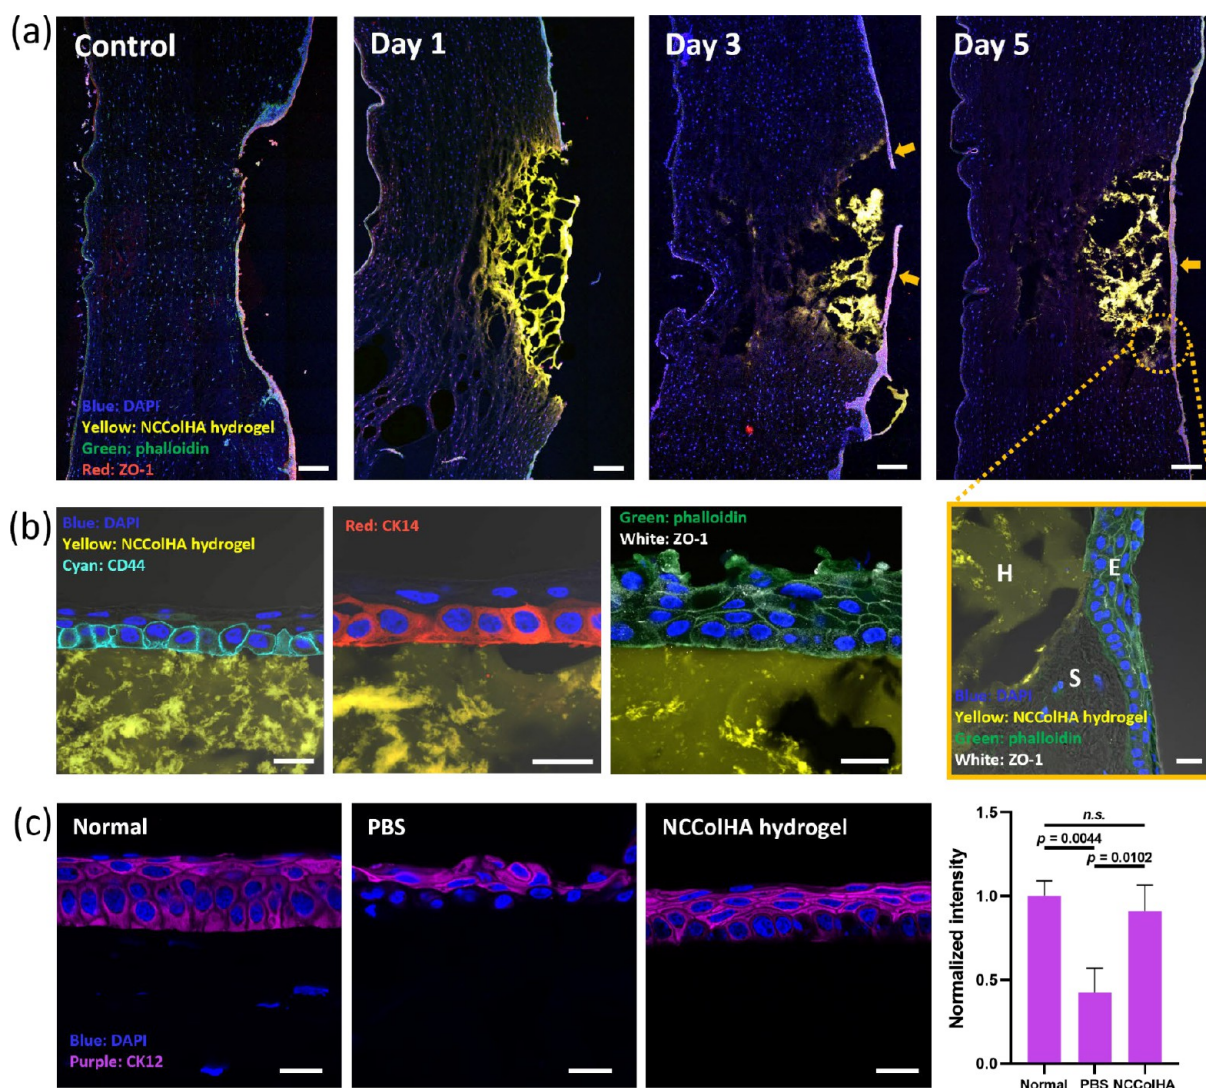 (a)
Control
Day 1
Day 3
Day 5
Blue: DAPI
Yellow: NCColHA hydrogel
Green: phalloidin
Red: ZO-1
(b)
Blue: DAPI
Yellow: NCColHA hydrogel
Cyan: CD44
Red: CK14
Green: phalloidin
White: ZO-1
H
E
S
Blue: DAPI
Yellow: NCColHA hydrogel
Green: phalloidin
White: ZO-1
(c)
Normal
PBS
NCColHA hydrogel
Blue: DAPI
Purple: CK12
Normalized intensity
1.5
1.0
0.5
0.0
n.s.
p = 0.0044
p = 0.0102
Normal PBS NCColHA